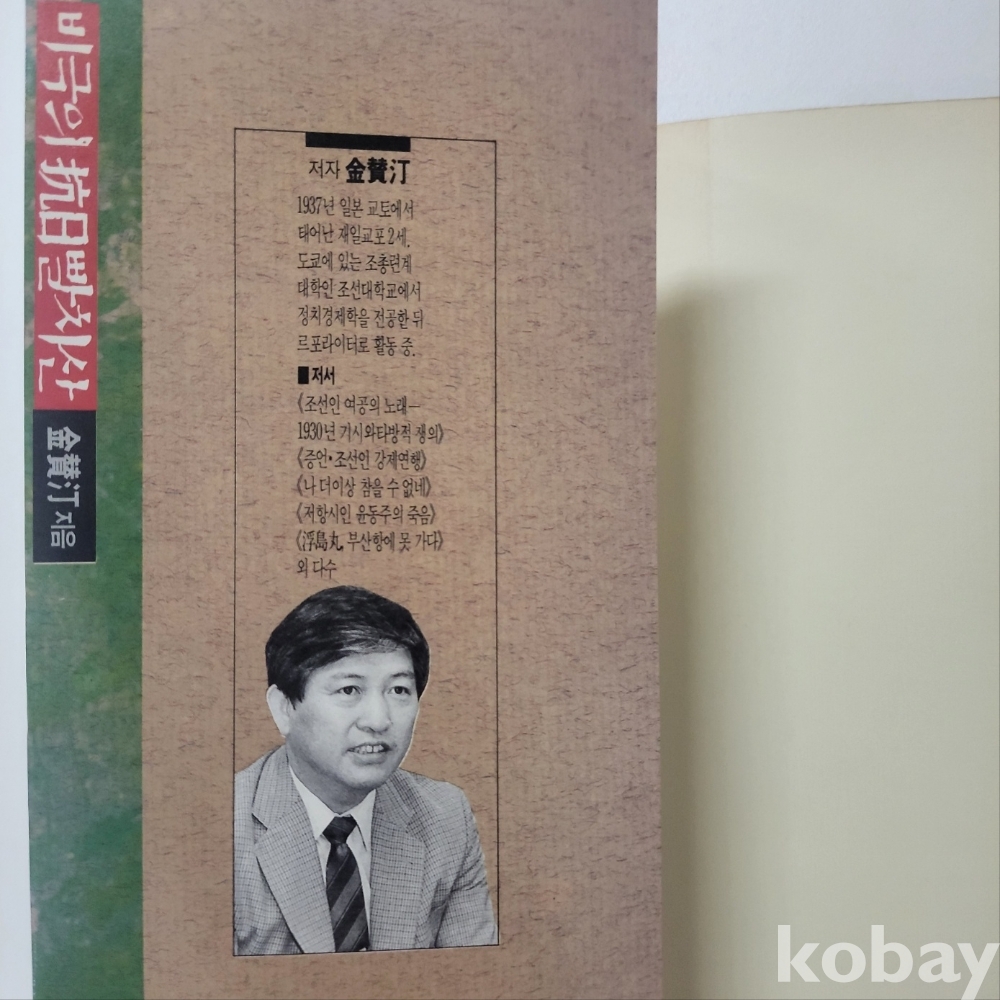 비극의 抗日빨치산
金賛汀 지음
저자 金賛汀
1937년 일본 교토에서
태어난 재일교포 2세.
도쿄에 있는 조총련계
대학인 조선대학교에서
정치경제학을 전공한 뒤
르포라이터로 활동 중.
■저서
《조선인 여공의 노래—
1930년 기시와타방적 쟁의》
《증언·조선인 강제연행》
《나 더이상 참을 수 없네》
《저항시인 윤동주의 죽음》
《浮島丸, 부산항에 못 가다》
외 다수
kobay